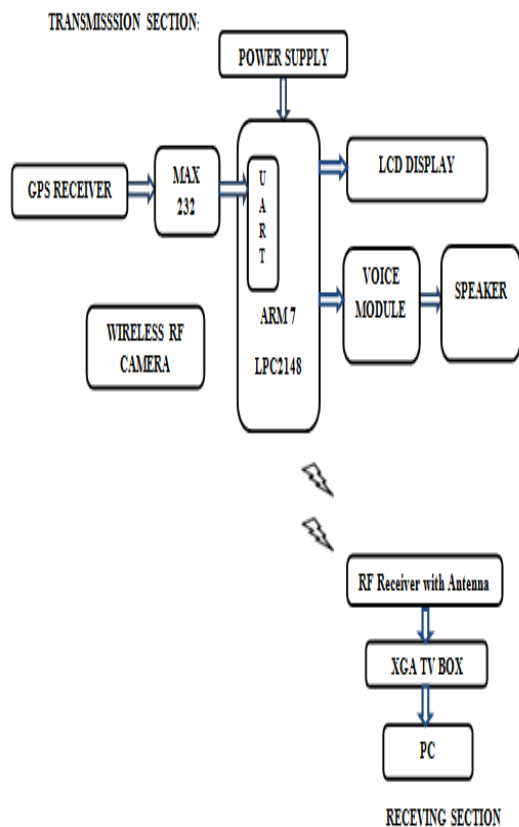 TRANSMISSSION SECTION:
POWER SUPPLY
GPS RECEIVER
MAX
232
U
A
R
T
ARM 7
LPC2148
LCD DISPLAY
VOICE
MODULE
SPEAKER
WIRELESS RF
CAMERA
RF Receiver with Antenna
XGA TV BOX
PC
RECEVING SECTION